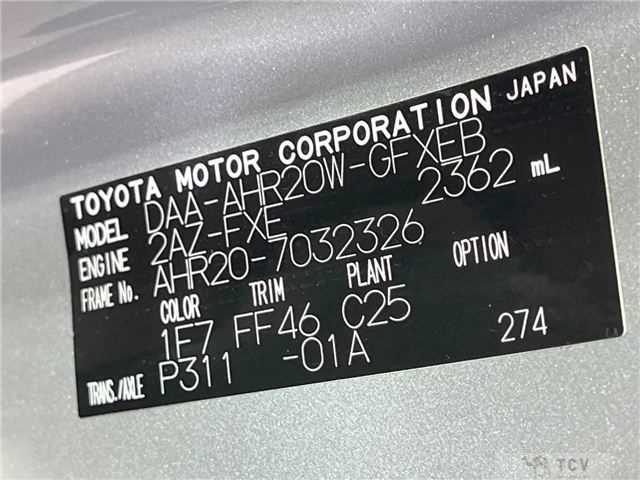 TOYOTA MOTOR CORPORATION JAPAN
MODEL DAA-AHR20W-GFXEB
ENGINE 2AZ-FXE 2362 mL
FRAME No. AHR20-7032326
COLOR TRIM PLANT OPTION
1E7 FF46 C25
TRANS./AXLE P311 -01A 274
TCV